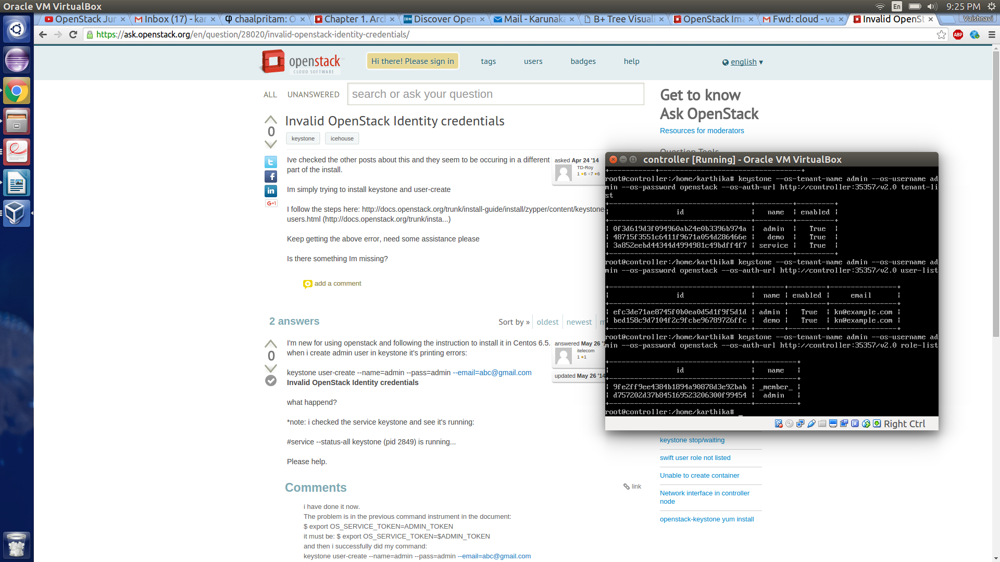 Oracle VM VirtualBox
En
9:25 PM
OpenStack Jun
Inbox (17) - kar
chaalpritam: O
Chapter 1. Arch
Discover Open
Mail - Karunaka
B+ Tree Visuali
OpenStack Ima
Fwd: cloud - va
Invalid OpenSt
Vaishnavi
https://ask.openstack.org/en/question/28020/invalid-openstack-identity-credentials/
ABP
openstack
CLOUD SOFTWARE
Hi there! Please sign in
tags
users
badges
help
english ▾
ALL
UNANSWERED
search or ask your question
Get to know
Ask OpenStack
Resources for moderators
Question Tools
0
Invalid OpenStack Identity credentials
keystone
icehouse
Ive checked the other posts about this and they seem to be occuring in a different
part of the install.
asked Apr 24 '14
TD-Roy
1 ●6 ●7 ●6
Im simply trying to install keystone and user-create
I follow the steps here: http://docs.openstack.org/trunk/install-guide/install/zypper/content/keystone-
users.html (http://docs.openstack.org/trunk/insta...)
Keep getting the above error, need some assistance please
Is there something Im missing?
add a comment
2 answers
Sort by »
oldest
newest
m
0
I'm new for using openstack and following the instruction to install it in Centos 6.5.
when i create admin user in keystone it's printing errors:
answered May 26 '1
itelecom
1 ●1
updated May 26 '14
keystone user-create --name=admin --pass=admin --email=abc@gmail.com
Invalid OpenStack Identity credentials
what happend?
*note: i checked the service keystone and see it's running:
#service --status-all keystone (pid 2849) is running...
Please help.
Comments
link
i have done it now.
The problem is in the previous command instrument in the document:
$ export OS_SERVICE_TOKEN=ADMIN_TOKEN
it must be: $ export OS_SERVICE_TOKEN=$ADMIN_TOKEN
and then i successfully did my command:
keystone user-create --name=admin --pass=admin --email=abc@gmail.com
controller [Running] - Oracle VM VirtualBox
+-----------+----------------------------------+
root@controller:/home/karthika# keystone --os-tenant-name admin --os-username ad
min --os-password openstack --os-auth-url http://controller:35357/v2.0 tenant-li
st
+----------------------------------+---------+---------+
|                id                |   name  | enabled |
+----------------------------------+---------+---------+
| 0f3d619d3f094960ab24e0b3396b974a |  admin  |   True  |
| 48715f3551c6411f9671a054d286466e |   demo  |   True  |
| 3a852eebd44344d4994981c49bdff4f7 | service |   True  |
+----------------------------------+---------+---------+
root@controller:/home/karthika# keystone --os-tenant-name admin --os-username ad
min --os-password openstack --os-auth-url http://controller:35357/v2.0 user-list
+----------------------------------+-------+---------+----------------+
|                id                |  name | enabled |     email      |
+----------------------------------+-------+---------+----------------+
| efc3de71ae8745f0b0ea0d5d1f9f5d1d | admin |   True  | kn@example.com |
| bed158c9d7104f2c9fcbe96789726ffc |  demo |   True  | kn@example.com |
+----------------------------------+-------+---------+----------------+
root@controller:/home/karthika# keystone --os-tenant-name admin --os-username ad
min --os-password openstack --os-auth-url http://controller:35357/v2.0 role-list
+----------------------------------+----------+
|                id                |   name   |
+----------------------------------+----------+
| 9fe2ff9ee4384b1894a90878d3e92bab | _member_ |
| d757202d37b845169523206300f99454 |  admin   |
+----------------------------------+----------+
root@controller:/home/karthika# _
Right Ctrl
keystone stop/waiting
swift user role not listed
Unable to create container
Network interface in controller
node
openstack-keystone yum install